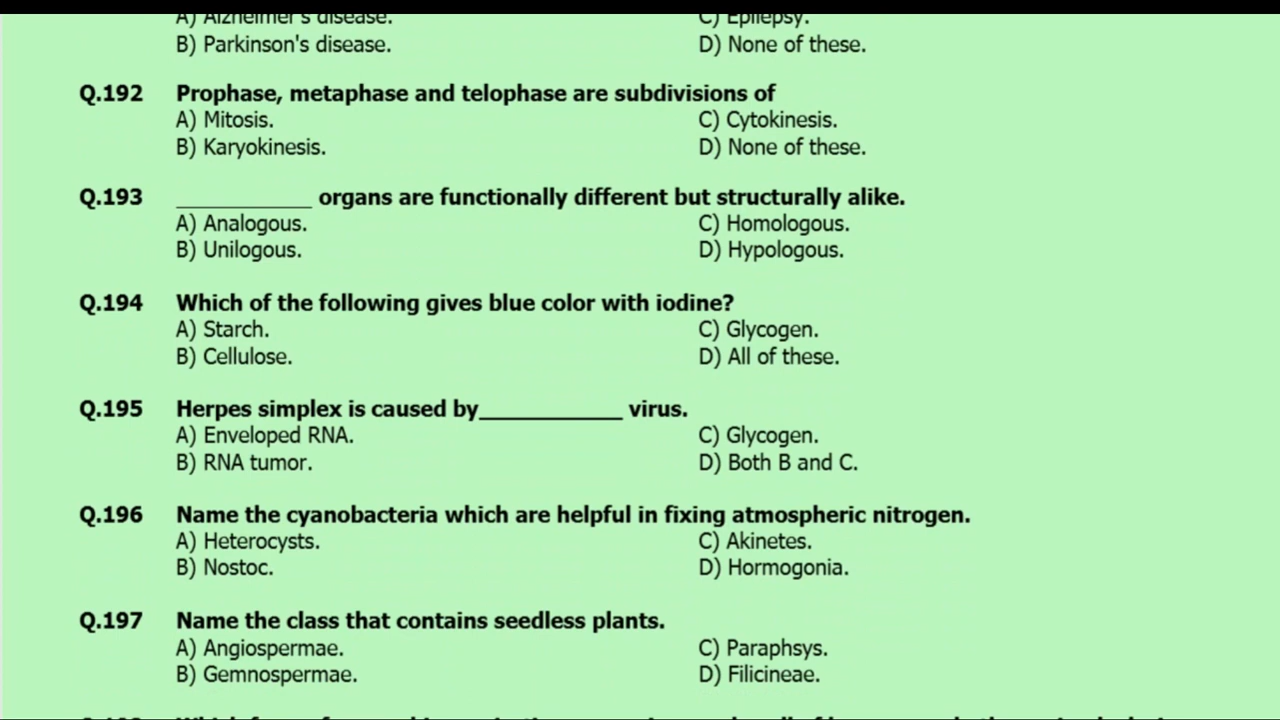 A) Alzheimer's disease. C) Epilepsy.
B) Parkinson's disease. D) None of these.
Q.192 Prophase, metaphase and telophase are subdivisions of
A) Mitosis. C) Cytokinesis.
B) Karyokinesis. D) None of these.
Q.193 ____________ organs are functionally different but structurally alike.
A) Analogous. C) Homologous.
B) Unilogous. D) Hypologous.
Q.194 Which of the following gives blue color with iodine?
A) Starch. C) Glycogen.
B) Cellulose. D) All of these.
Q.195 Herpes simplex is caused by____________ virus.
A) Enveloped RNA. C) Glycogen.
B) RNA tumor. D) Both B and C.
Q.196 Name the cyanobacteria which are helpful in fixing atmospheric nitrogen.
A) Heterocysts. C) Akinetes.
B) Nostoc. D) Hormogonia.
Q.197 Name the class that contains seedless plants.
A) Angiospermae. C) Paraphsys.
B) Gemnospermae. D) Filicineae.